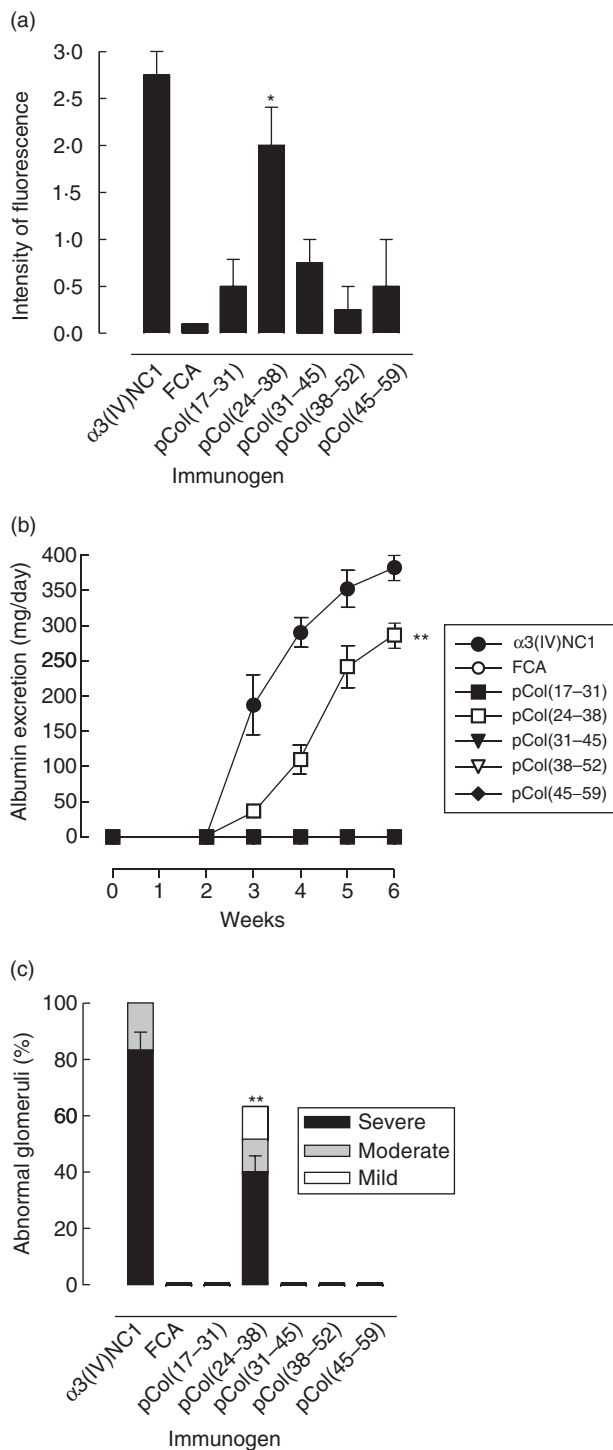 (a)
3·0
2·5
2·0
1·5
1·0
0·5
0·0
Intensity of fluorescence
*
α3(IV)NC1
FCA
pCol(17–31)
pCol(24–38)
pCol(31–45)
pCol(38–52)
pCol(45–59)
Immunogen
(b)
400
350
300
250
200
150
100
50
0
Albumin excretion (mg/day)
**
0 1 2 3 4 5 6
Weeks
α3(IV)NC1
FCA
pCol(17–31)
pCol(24–38)
pCol(31–45)
pCol(38–52)
pCol(45–59)
(c)
100
80
60
40
20
0
Abnormal glomeruli (%)
**
Severe
Moderate
Mild
α3(IV)NC1
FCA
pCol(17–31)
pCol(24–38)
pCol(31–45)
pCol(38–52)
pCol(45–59)
Immunogen